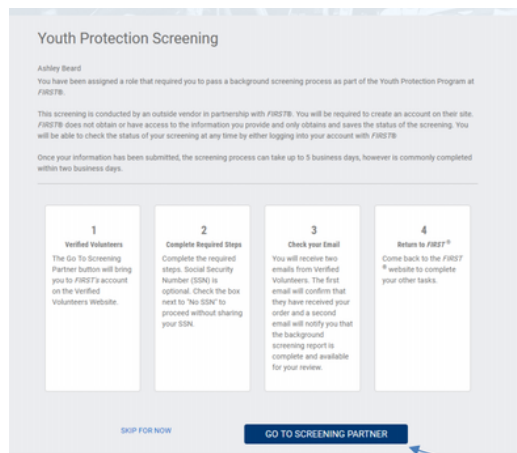 Youth Protection Screening
Ashley Beard
You have been assigned a role that required you to pass a background screening process as part of the Youth Protection Program at
FIRST®.
This screening is conducted by an outside vendor in partnership with FIRST®. You will be required to create an account on their site.
FIRST® does not obtain or have access to the information you provide and only obtains and saves the status of the screening. You
will be able to check the status of your screening at any time by either logging into your account with FIRST®
Once your information has been submitted, the screening process can take up to 5 business days, however is commonly completed
within two business days.
1
Verified Volunteers
The Go To Screening
Partner button will bring
you to FIRST's account
on the Verified
Volunteers Website.
2
Complete Required Steps
Complete the required
steps. Social Security
Number (SSN) is
optional. Check the box
next to "No SSN" to
proceed without sharing
your SSN.
3
Check your Email
You will receive two
emails from Verified
Volunteers. The first
email will confirm that
they have received your
order and a second
email will notify you that
the background
screening report is
complete and available
for your review.
4
Return to FIRST ®
Come back to the FIRST
® website to complete
your other tasks.
SKIP FOR NOW
GO TO SCREENING PARTNER